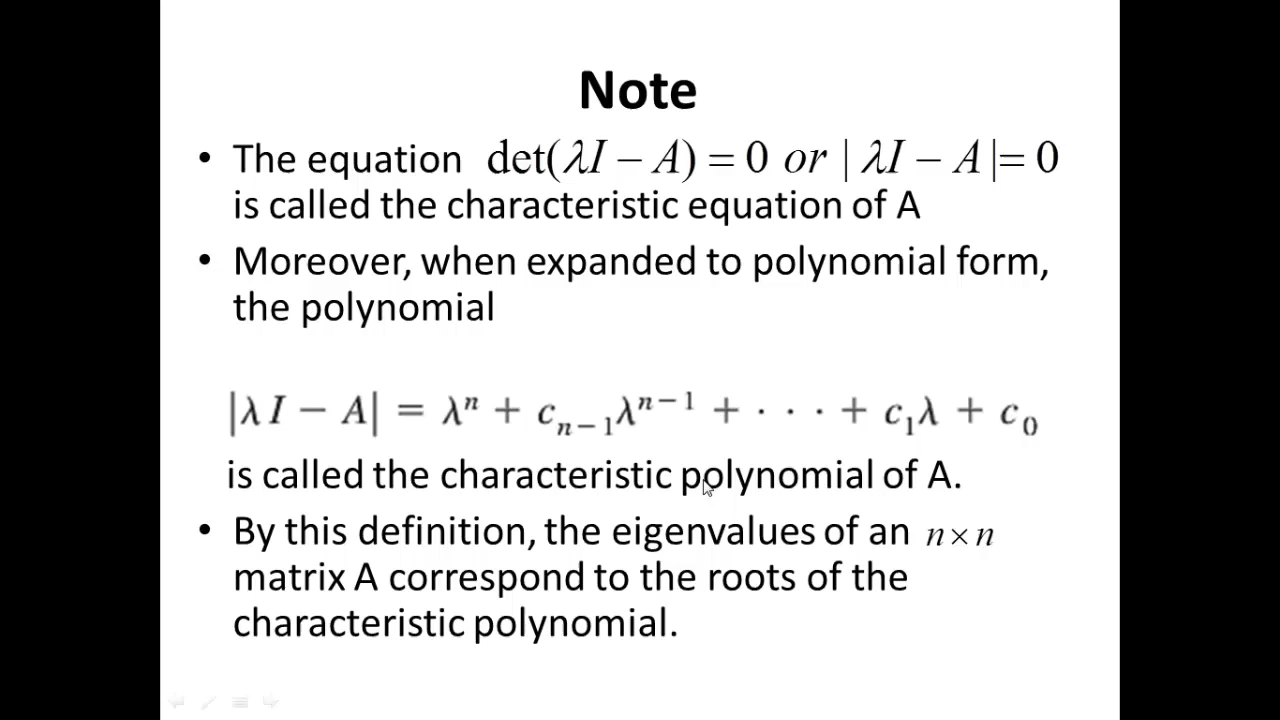 Note
• The equation det(λI − A) = 0 or | λI − A |= 0
is called the characteristic equation of A
• Moreover, when expanded to polynomial form,
the polynomial
|λ I − A| = λⁿ + cₙ₋₁λⁿ⁻¹ + · · · + c₁λ + c₀
is called the characteristic polynomial of A.
• By this definition, the eigenvalues of an n × n
matrix A correspond to the roots of the
characteristic polynomial.